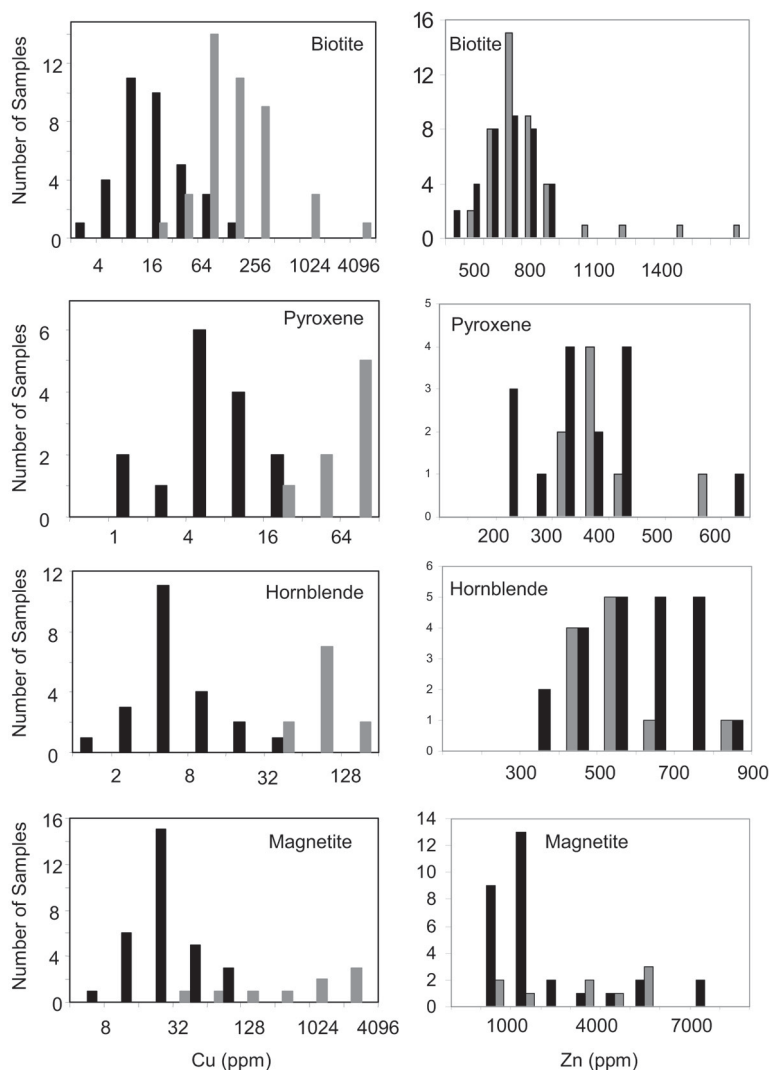 Biotite
Number of Samples
12
8
4
0
4 16 64 256 1024 4096
Biotite
16
12
8
4
0
500 800 1100 1400
Pyroxene
Number of Samples
6
4
2
0
1 4 16 64
Pyroxene
5
4
3
2
1
0
200 300 400 500 600
Hornblende
Number of Samples
12
8
4
0
2 8 32 128
Hornblende
6
5
4
3
2
1
0
300 500 700 900
Magnetite
Number of Samples
16
12
8
4
0
8 32 128 1024 4096
Cu (ppm)
Magnetite
14
12
10
8
6
4
2
0
1000 4000 7000
Zn (ppm)